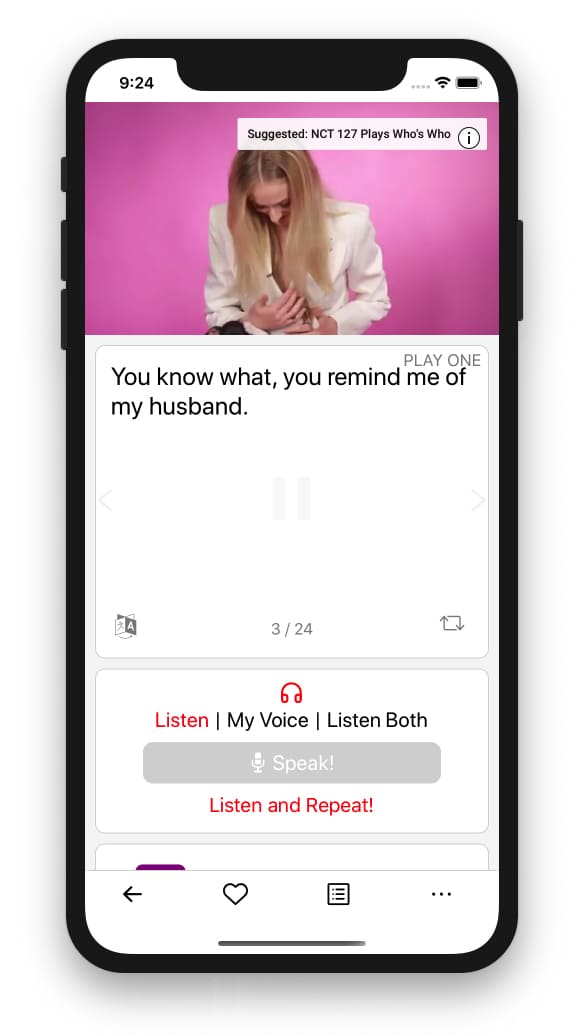 9:24
Suggested: NCT 127 Plays Who's Who
PLAY ONE
You know what, you remind me of
my husband.
文 A
3 / 24
Listen | My Voice | Listen Both
Speak!
Listen and Repeat!